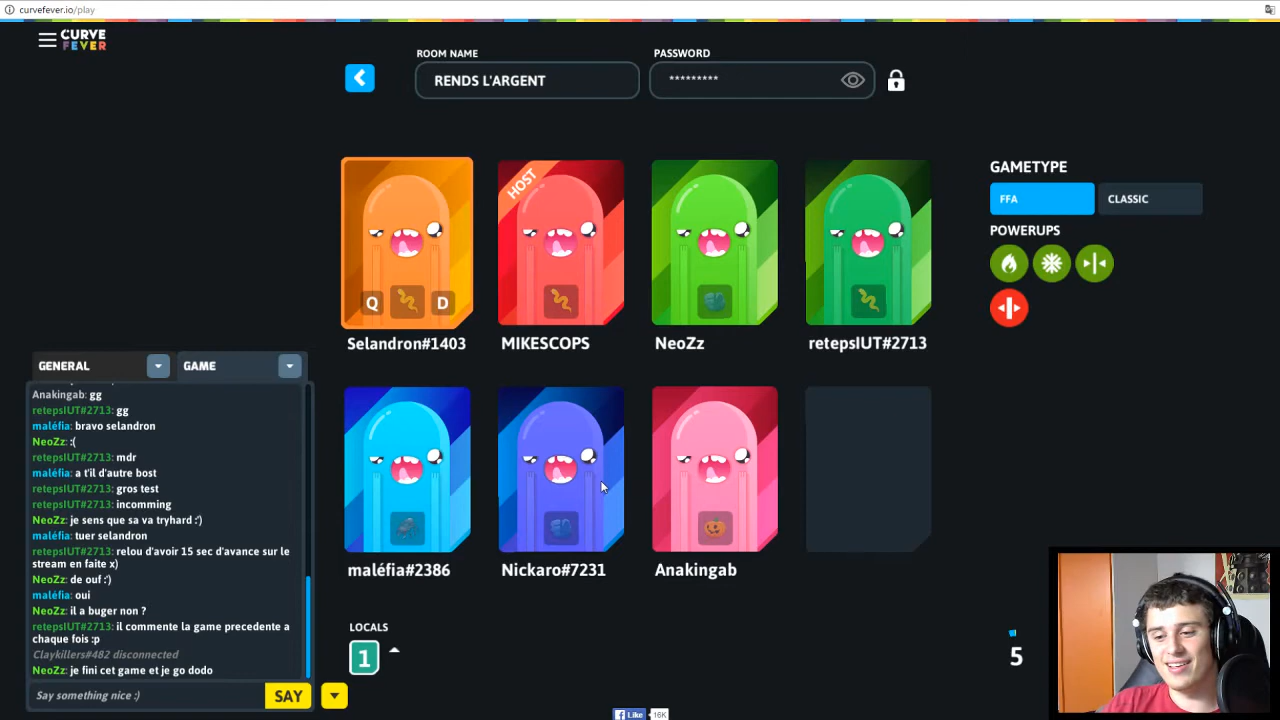 curvefever.io/play
CURVE
FEVER
ROOM NAME
PASSWORD
RENDS L'ARGENT
*********
HOST
Q
D
Selandron#1403
MIKESCOPS
NeoZz
retepsIUT#2713
GAMETYPE
FFA
CLASSIC
POWERUPS
GENERAL
GAME
Anakingab: gg
retepsIUT#2713: gg
maléfia: bravo selandron
NeoZz: :(
retepsIUT#2713: mdr
maléfia: a t'il d'autre bost
retepsIUT#2713: gros test
retepsIUT#2713: incomming
NeoZz: je sens que sa va tryhard :')
maléfia: tuer selandron
retepsIUT#2713: relou d'avoir 15 sec d'avance sur le
stream en faite x)
NeoZz: de ouf :')
maléfia: oui
NeoZz: il a buger non ?
retepsIUT#2713: il commente la game precedente a
chaque fois :p
Claykillers#482 disconnected
NeoZz: je fini cet game et je go dodo
Say something nice :)
SAY
maléfia#2386
Nickaro#7231
Anakingab
LOCALS
1
5
Like
16K